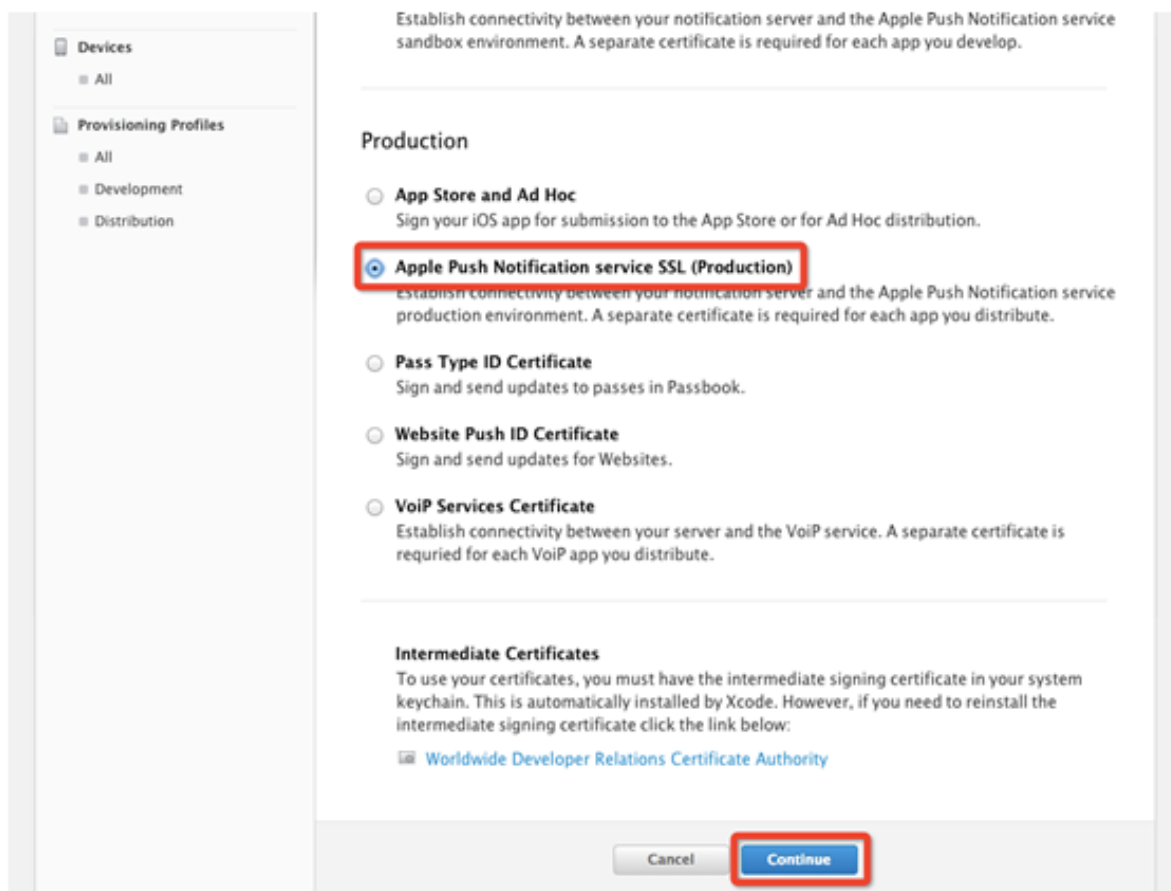 Establish connectivity between your notification server and the Apple Push Notification service
sandbox environment. A separate certificate is required for each app you develop.
Devices
All
Provisioning Profiles
All
Development
Distribution
Production
App Store and Ad Hoc
Sign your iOS app for submission to the App Store or for Ad Hoc distribution.
Apple Push Notification service SSL (Production)
Establish connectivity between your notification server and the Apple Push Notification service
production environment. A separate certificate is required for each app you distribute.
Pass Type ID Certificate
Sign and send updates to passes in Passbook.
Website Push ID Certificate
Sign and send updates for Websites.
VoiP Services Certificate
Establish connectivity between your server and the VoiP service. A separate certificate is
requried for each VoiP app you distribute.
Intermediate Certificates
To use your certificates, you must have the intermediate signing certificate in your system
keychain. This is automatically installed by Xcode. However, if you need to reinstall the
intermediate signing certificate click the link below:
Worldwide Developer Relations Certificate Authority
Cancel
Continue